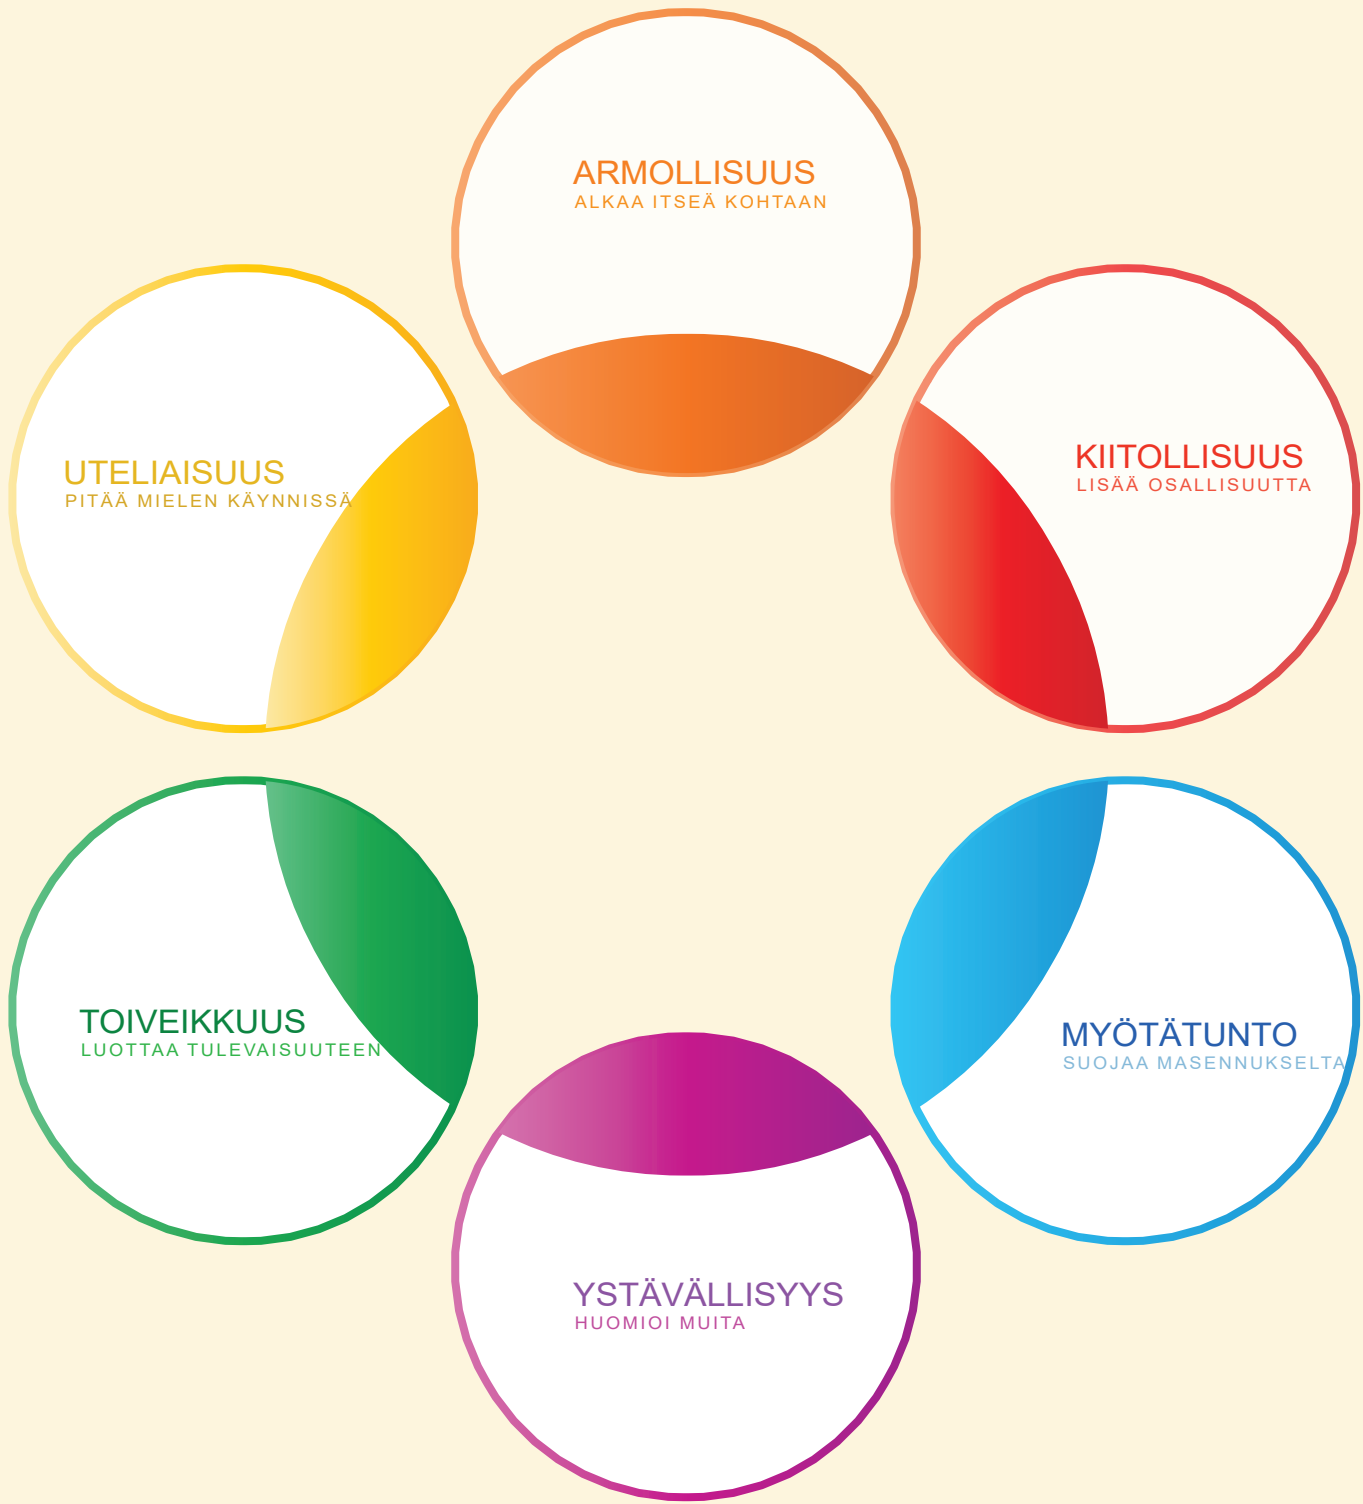 ARMOLLISUUS
ALKAA ITSEÄ KOHTAAN
KIITOLLISUUS
LISÄÄ OSALLISUUTTA
UTELIAISUUS
PITÄÄ MIELEN KÄYNNISSÄ
TOIVEIKKUUS
LUOTTAA TULEVAISUUTEEN
MYÖTÄTUNTO
SUOJAA MASENNUKSELTA
YSTÄVÄLLISYYS
HUOMIOI MUITA